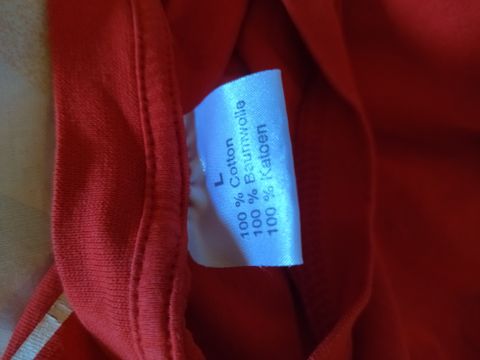 L
100 % Cotton
100 % Baumwolle
100 % Katoen